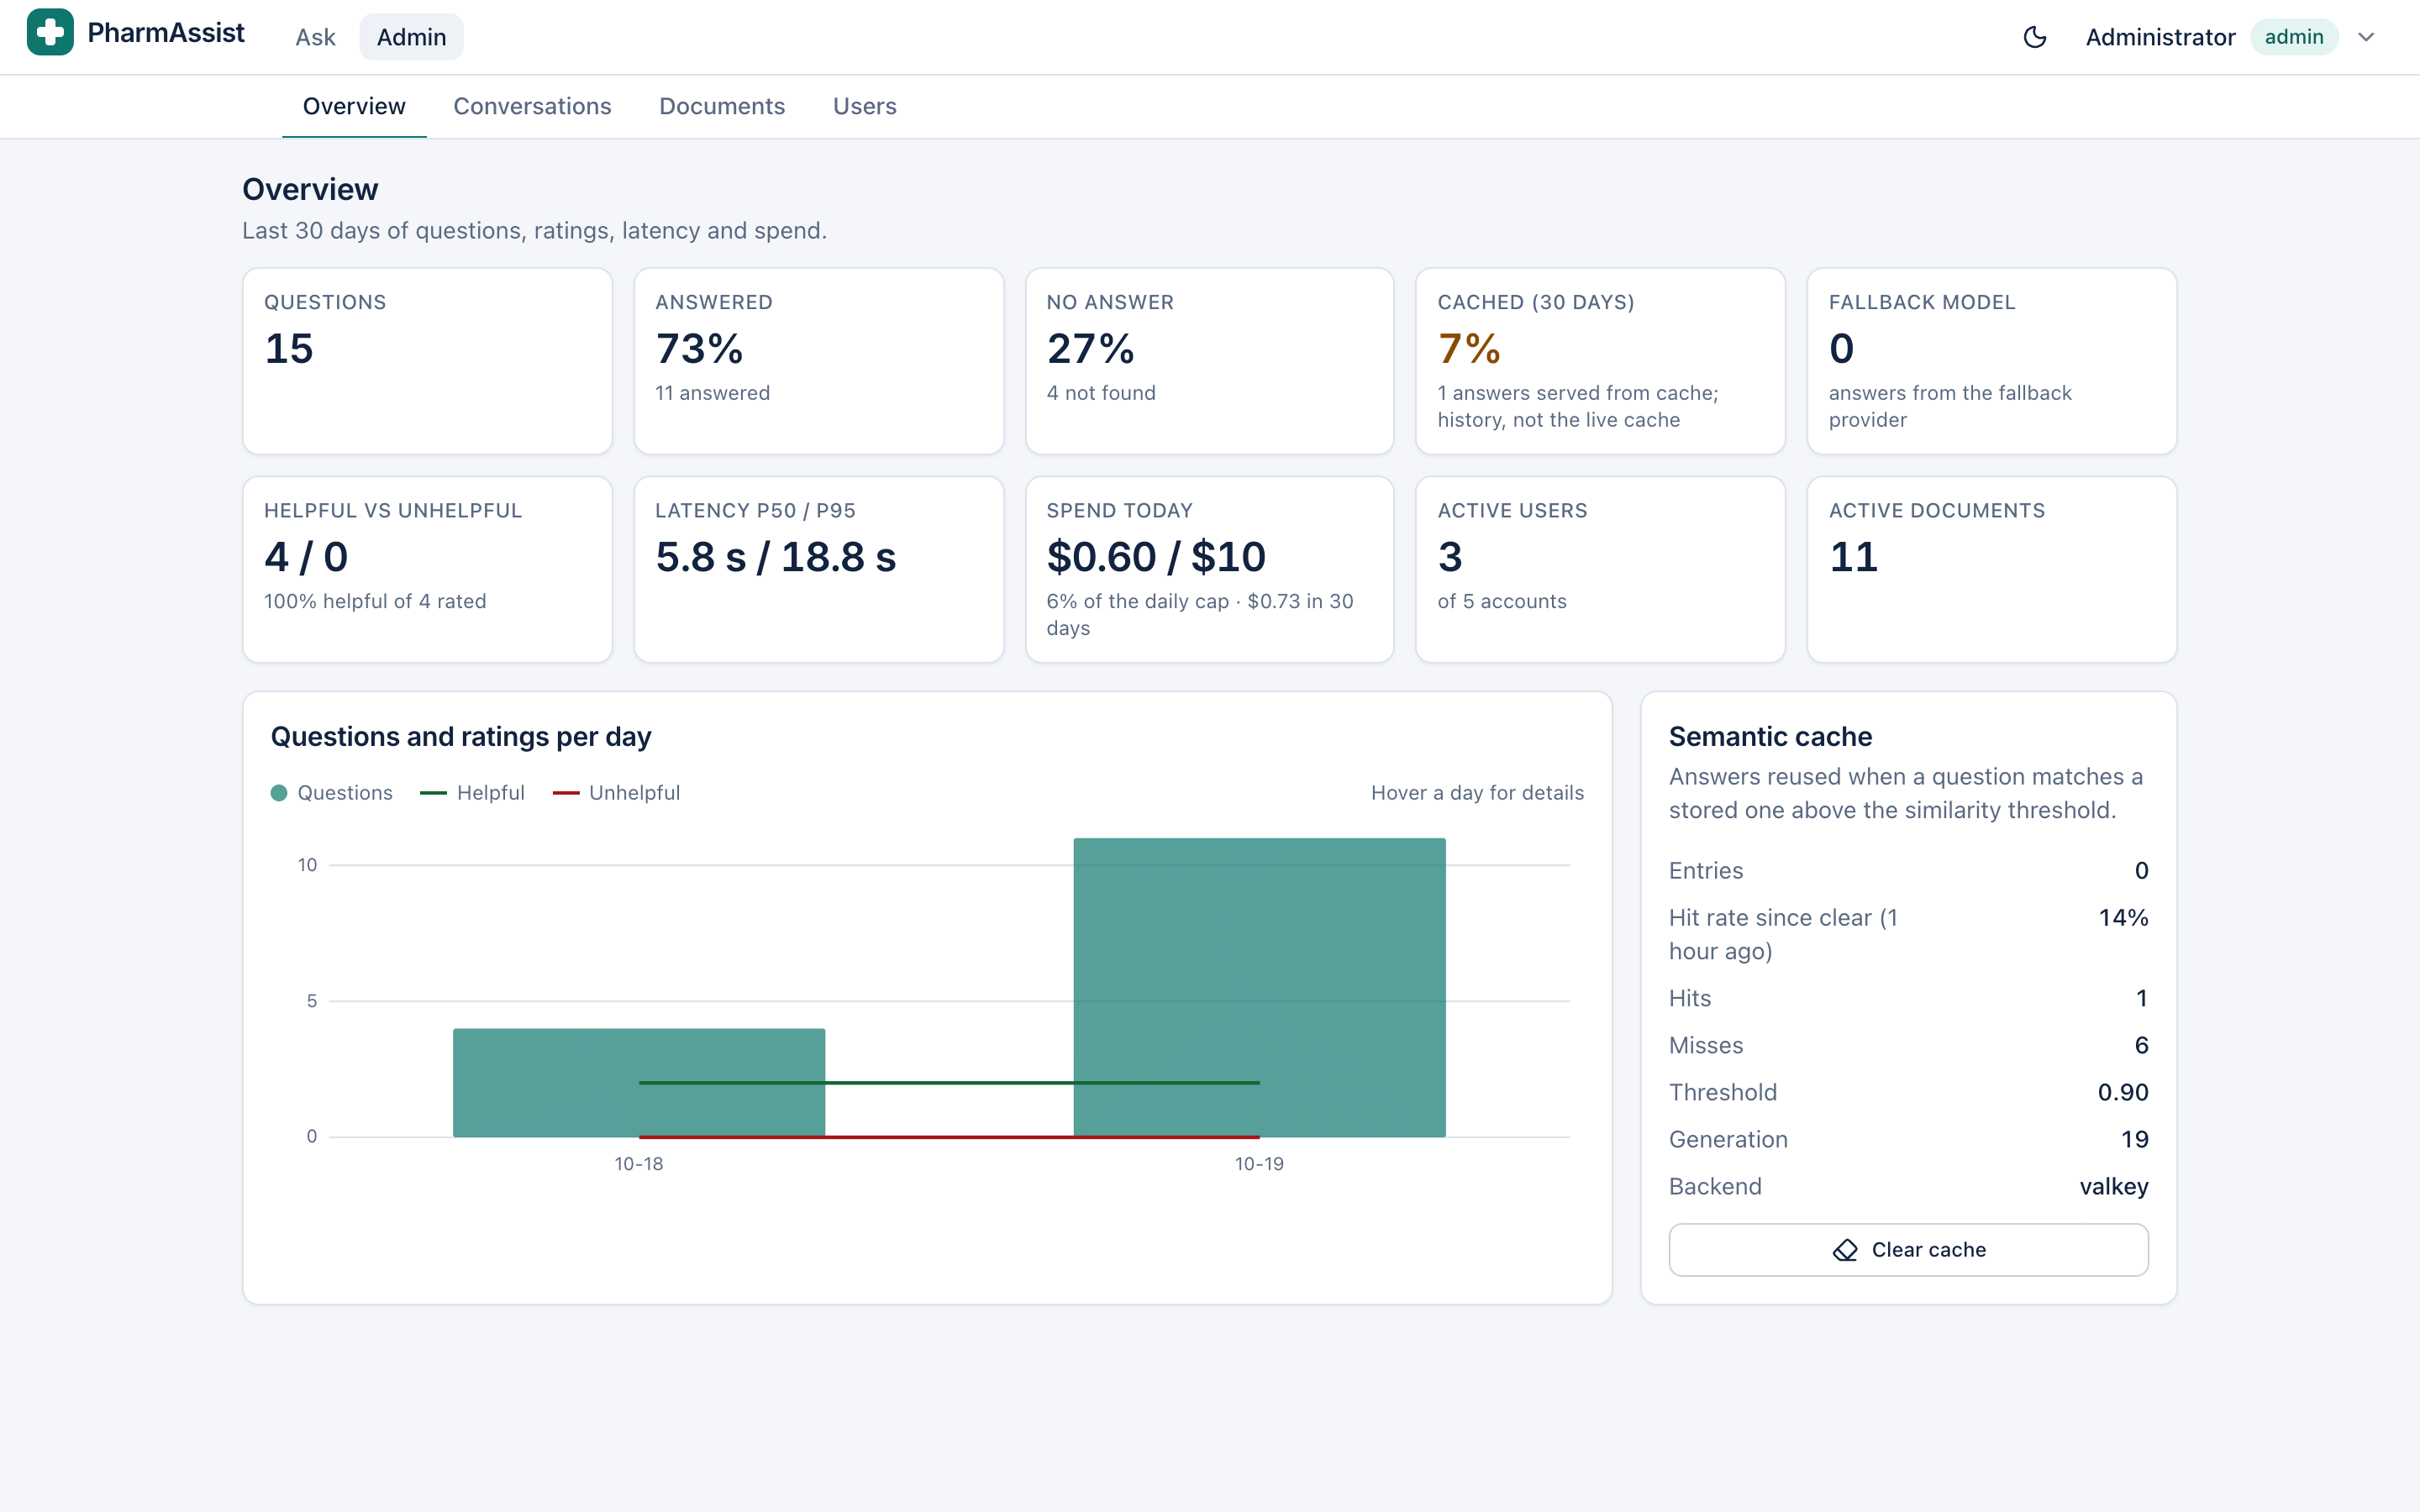 PharmAssist
Ask
Admin
Administrator
admin
Overview
Conversations
Documents
Users
Overview
Last 30 days of questions, ratings, latency and spend.
QUESTIONS
15
ANSWERED
73%
11 answered
NO ANSWER
27%
4 not found
CACHED (30 DAYS)
7%
1 answers served from cache;
history, not the live cache
FALLBACK MODEL
0
answers from the fallback
provider
HELPFUL VS UNHELPFUL
4 / 0
100% helpful of 4 rated
LATENCY P50 / P95
5.8 s / 18.8 s
SPEND TODAY
$0.60 / $10
6% of the daily cap · $0.73 in 30
days
ACTIVE USERS
3
of 5 accounts
ACTIVE DOCUMENTS
11
Questions and ratings per day
Questions
Helpful
Unhelpful
Hover a day for details
10
5
0
10-18
10-19
Semantic cache
Answers reused when a question matches a
stored one above the similarity threshold.
Entries
0
Hit rate since clear (1
hour ago)
14%
Hits
1
Misses
6
Threshold
0.90
Generation
19
Backend
valkey
Clear cache